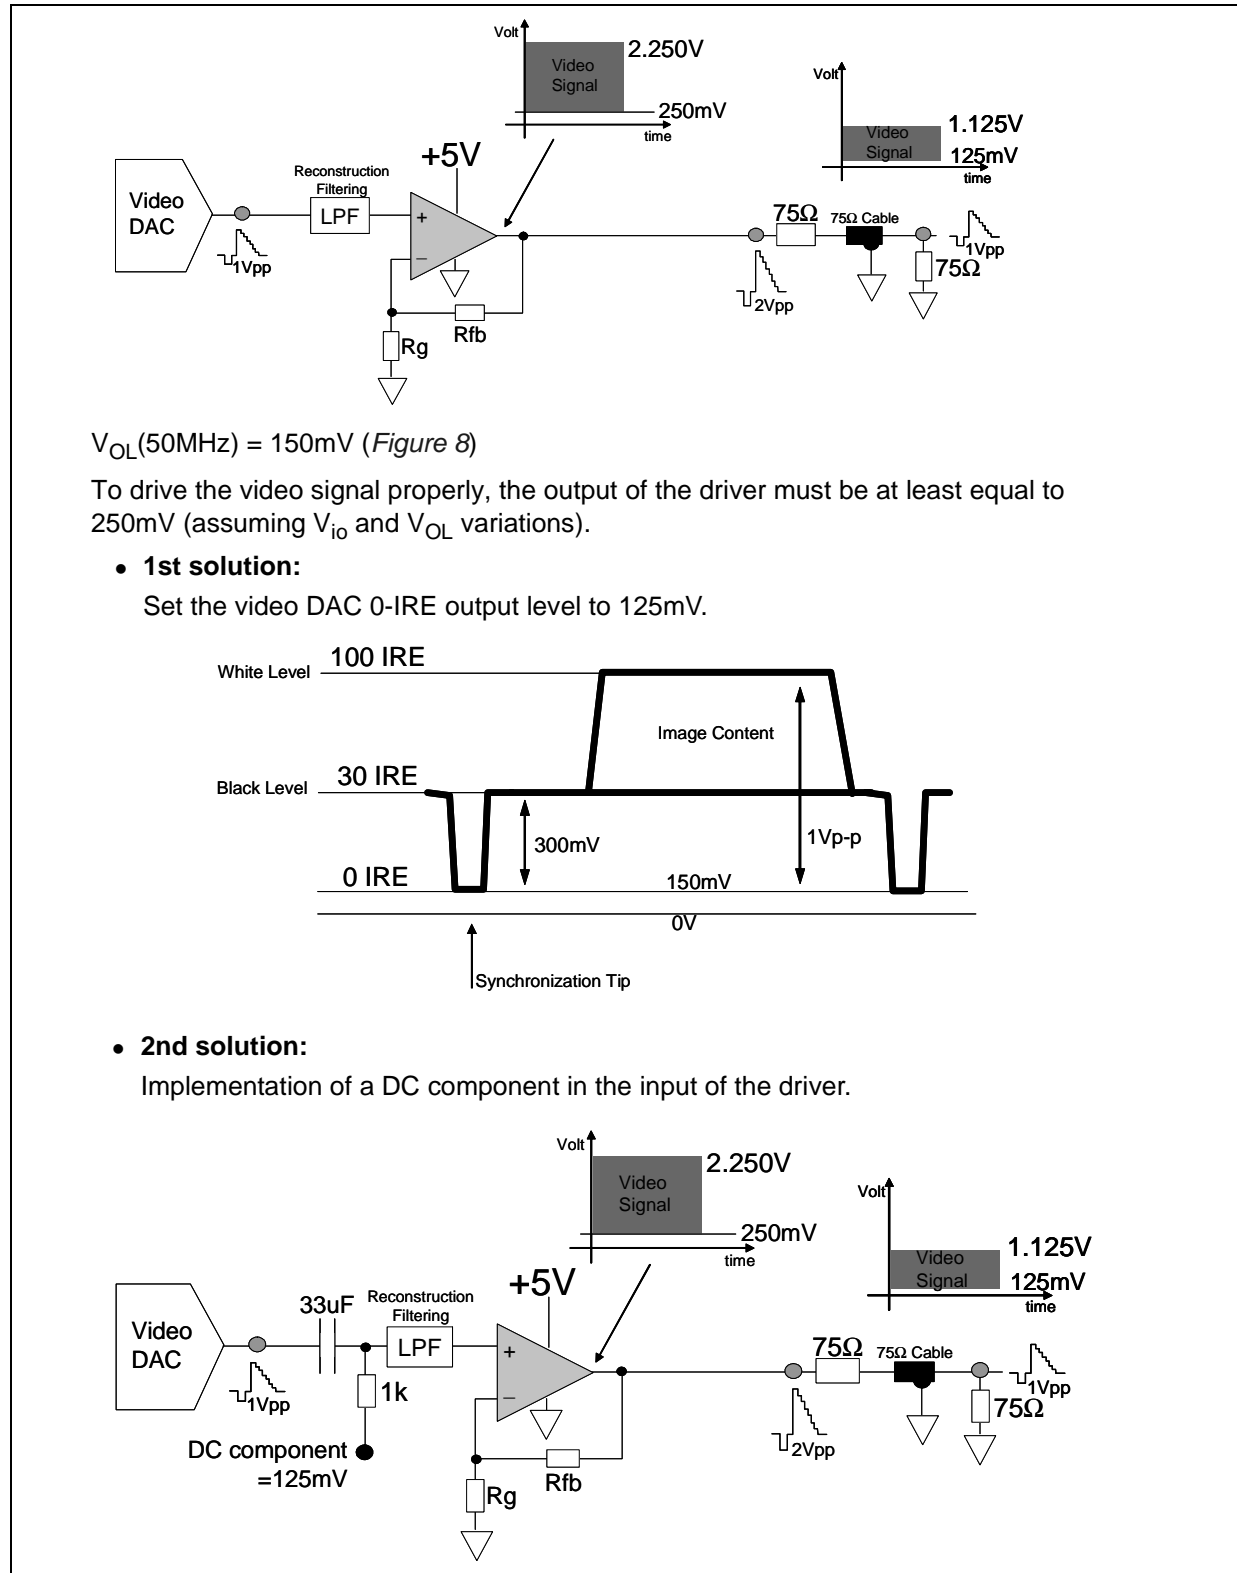 Volt
2.250V
Video
Signal
250mV
time
Volt
1.125V
Video
Signal
125mV
time
+5V
Reconstruction
Filtering
Video
DAC
LPF
+
–
1Vpp
75Ω
75Ω Cable
1Vpp
75Ω
2Vpp
Rfb
Rg
VOL(50MHz) = 150mV (Figure 8)
To drive the video signal properly, the output of the driver must be at least equal to
250mV (assuming Vio and VOL variations).
• 1st solution:
Set the video DAC 0-IRE output level to 125mV.
White Level
100 IRE
Image Content
Black Level
30 IRE
300mV
1Vp-p
0 IRE
150mV
0V
Synchronization Tip
• 2nd solution:
Implementation of a DC component in the input of the driver.
Volt
2.250V
Video
Signal
250mV
time
Volt
1.125V
Video
Signal
125mV
time
+5V
33uF
Reconstruction
Filtering
Video
DAC
LPF
+
–
1Vpp
1k
75Ω
75Ω Cable
1Vpp
75Ω
2Vpp
DC component
=125mV
Rfb
Rg